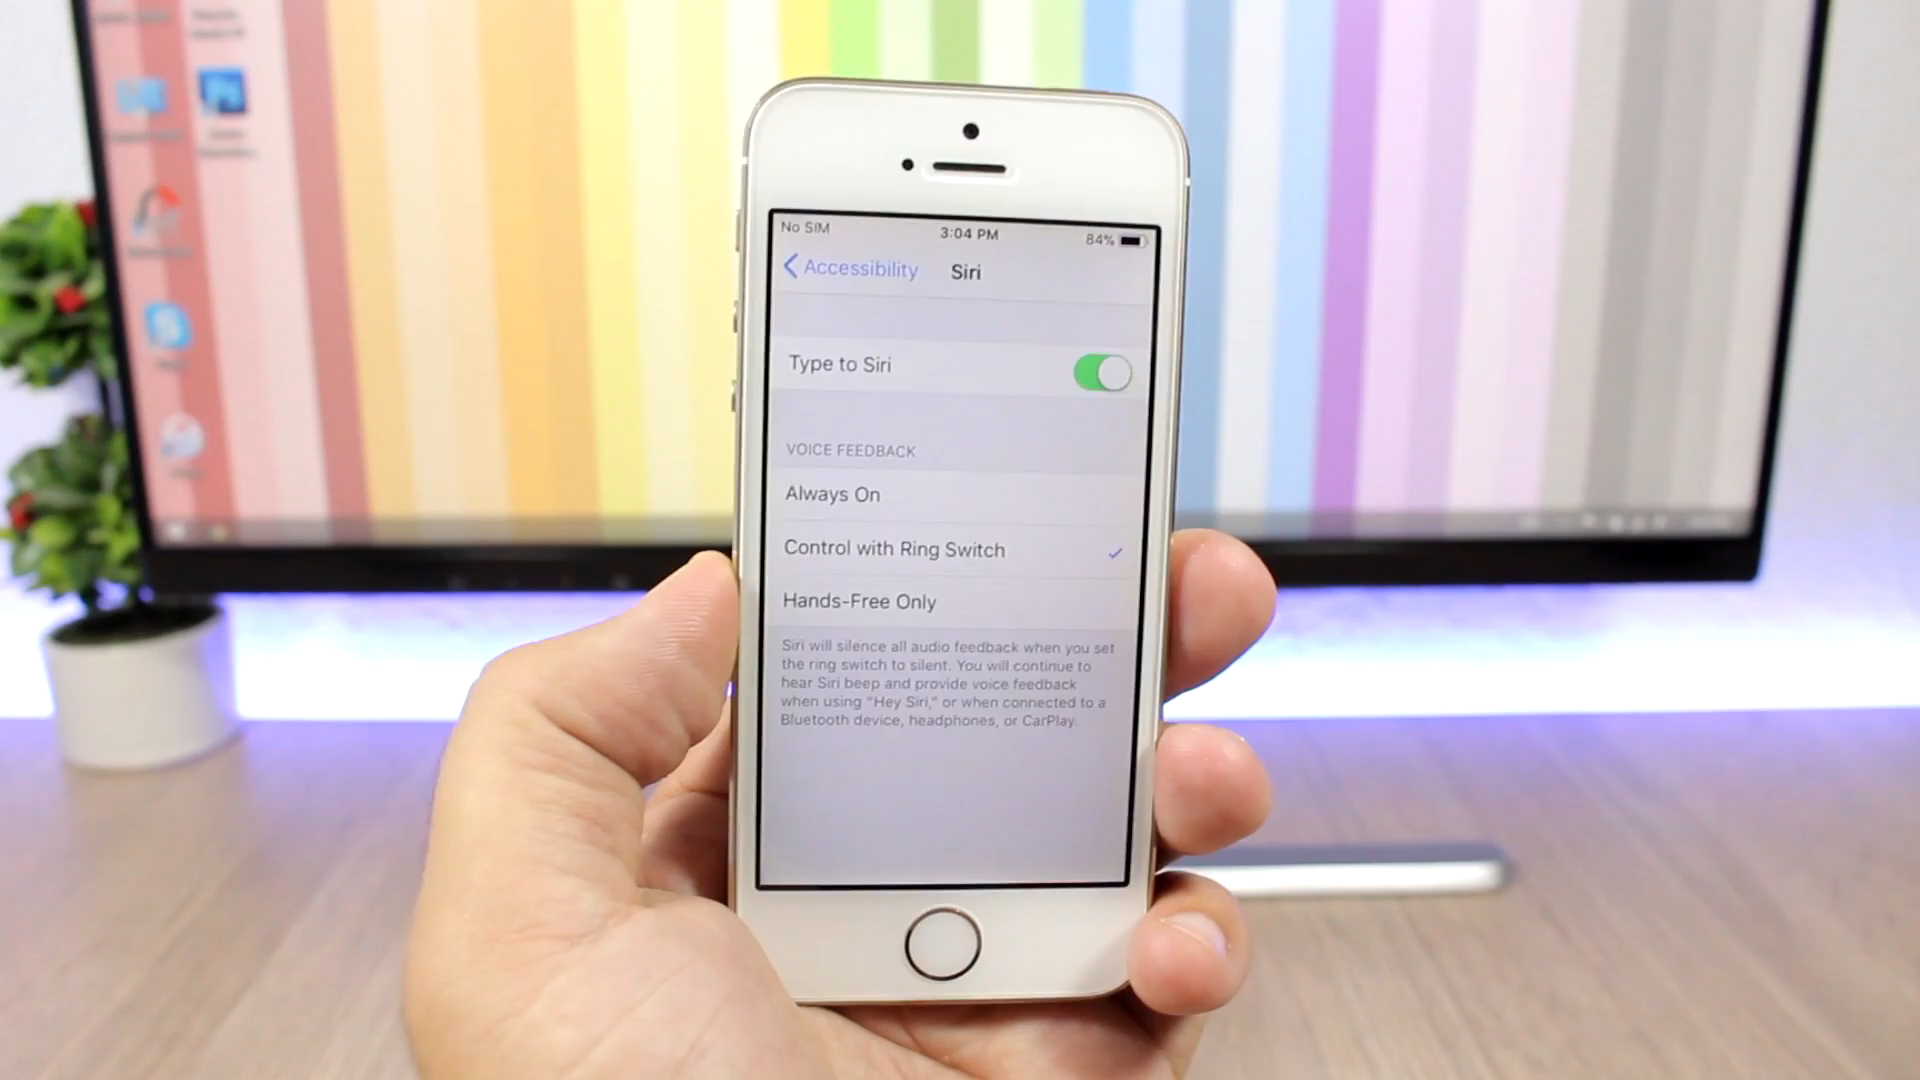 No SIM 3:04 PM 84%
Accessibility Siri
Type to Siri
VOICE FEEDBACK
Always On
Control with Ring Switch
Hands-Free Only
Siri will silence all audio feedback when you set
the ring switch to silent. You will continue to
hear Siri beep and provide voice feedback
when using “Hey Siri,” or when connected to a
Bluetooth device, headphones, or CarPlay.
Ps
S